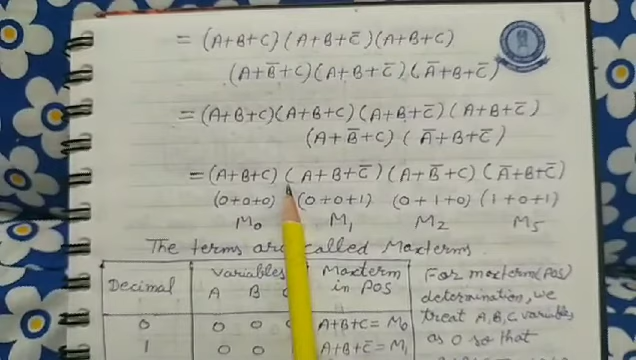 = (A+B+C) (A+B+C̅) (A+B+C)
(A+B̅+C) (A+B+C̅) (A̅+B+C̅)
= (A+B+C) (A+B+C) (A+B+C̅) (A+B+C̅)
(A+B̅+C) (A̅+B+C̅)
= (A+B+C) (A+B+C̅) (A+B̅+C) (A̅+B+C̅)
(0+0+0) (0+0+1) (0+1+0) (1+0+1)
M₀ M₁ M₂ M₅
The terms are called Maxterms.
Decimal
Variables
A B C
Maxterm
in POS
0 0 0 A+B+C = M₀
1 0 0 A+B+C̅ = M₁
For maxterm (POS)
determination, we
treat A, B, C variables
as 0 so that